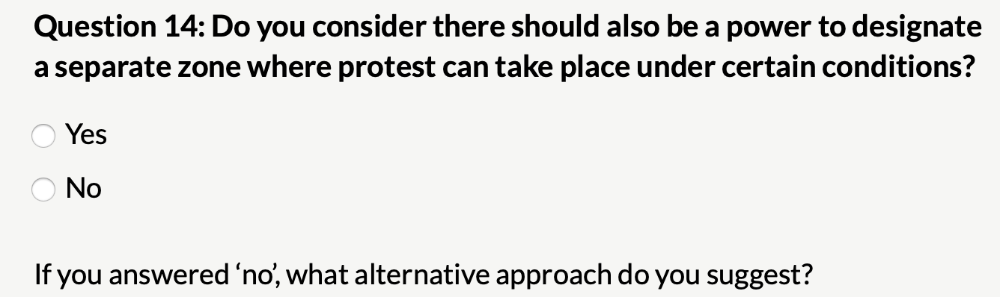 Question 14: Do you consider there should also be a power to designate
a separate zone where protest can take place under certain conditions?
Yes
No
If you answered ‘no’, what alternative approach do you suggest?